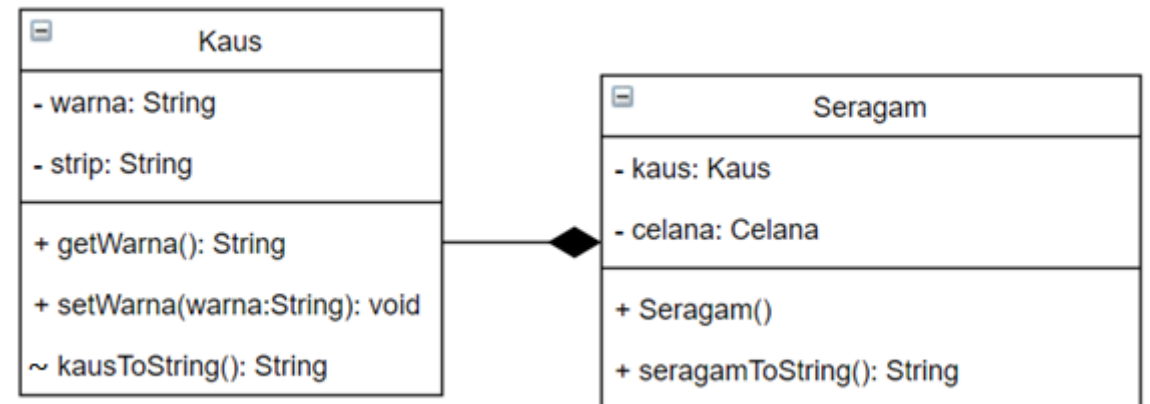 Kaus
- warna: String
- strip: String
+ getWarna(): String
+ setWarna(warna:String): void
~ kausToString(): String
Seragam
- kaus: Kaus
- celana: Celana
+ Seragam()
+ seragamToString(): String